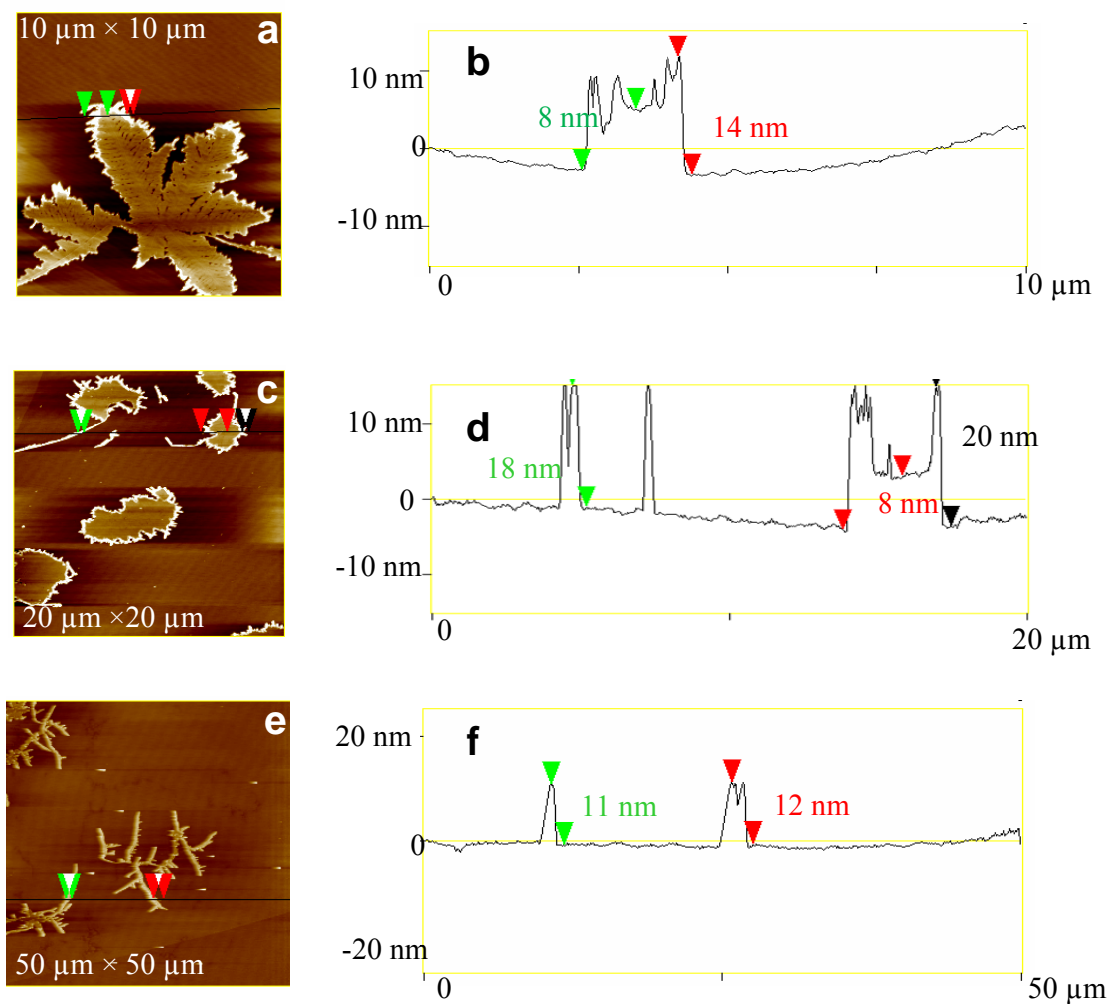 10 µm × 10 µm
a
b
10 nm
0
-10 nm
8 nm
14 nm
0
10 µm
c
20 µm ×20 µm
d
10 nm
0
-10 nm
18 nm
8 nm
20 nm
0
20 µm
e
50 µm × 50 µm
f
20 nm
0
-20 nm
11 nm
12 nm
0
50 µm